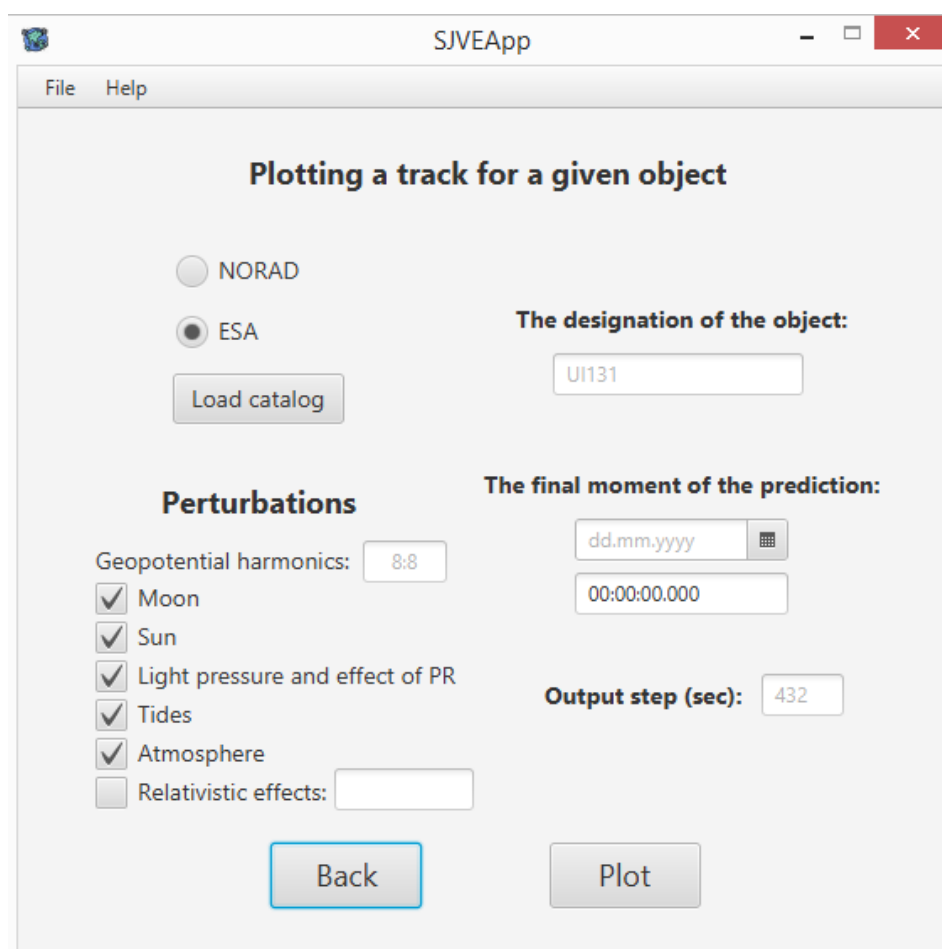 SJVEApp
File Help
Plotting a track for a given object
NORAD
ESA
Load catalog
The designation of the object:
UI131
Perturbations
Geopotential harmonics: 8:8
Moon
Sun
Light pressure and effect of PR
Tides
Atmosphere
Relativistic effects:
The final moment of the prediction:
dd.mm.yyyy
00:00:00.000
Output step (sec): 432
Back
Plot